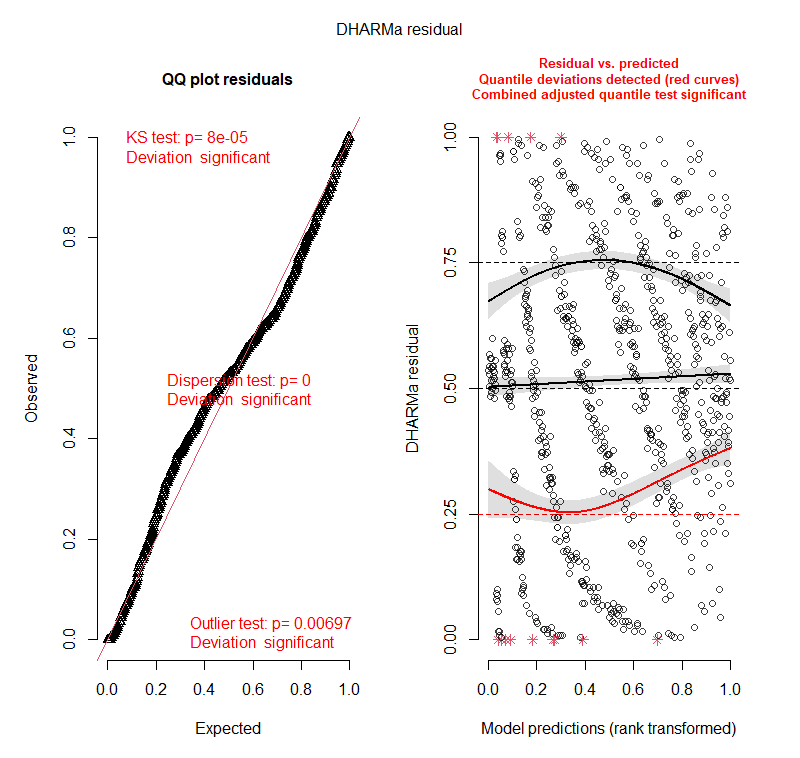 DHARMa residual
QQ plot residuals
KS test: p= 8e-05
Deviation significant
Dispersion test: p= 0
Deviation significant
Outlier test: p= 0.00697
Deviation significant
Observed
0.0 0.2 0.4 0.6 0.8 1.0
0.0 0.2 0.4 0.6 0.8 1.0
Expected
Residual vs. predicted
Quantile deviations detected (red curves)
Combined adjusted quantile test significant
DHARMa residual
0.00 0.25 0.50 0.75 1.00
0.0 0.2 0.4 0.6 0.8 1.0
Model predictions (rank transformed)